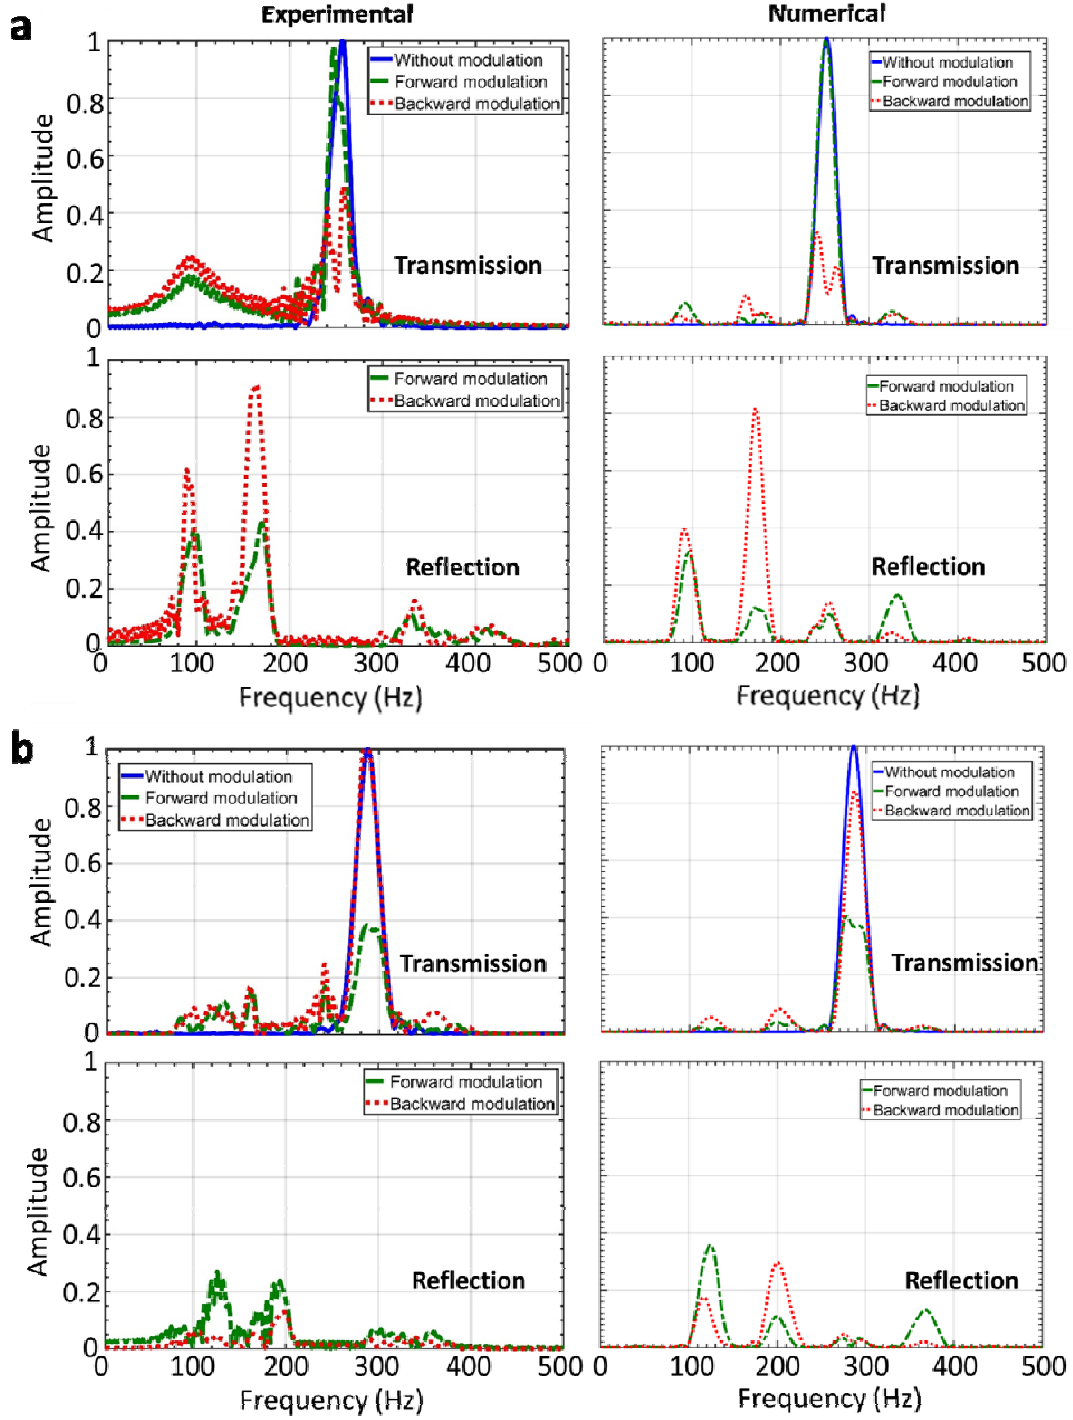 Experimental
Numerical
a
1
0.8
0.6
0.4
0.2
0
Amplitude
Without modulation
Forward modulation
Backward modulation
Transmission
Without modulation
Forward modulation
Backward modulation
Transmission
1
0.8
0.6
0.4
0.2
0
Amplitude
Forward modulation
Backward modulation
Reflection
0 100 200 300 400 500
Frequency (Hz)
Forward modulation
Backward modulation
Reflection
0 100 200 300 400 500
Frequency (Hz)
b
1
0.8
0.6
0.4
0.2
0
Amplitude
Without modulation
Forward modulation
Backward modulation
Transmission
Without modulation
Forward modulation
Backward modulation
Transmission
1
0.8
0.6
0.4
0.2
0
Amplitude
Forward modulation
Backward modulation
Reflection
0 100 200 300 400 500
Frequency (Hz)
Forward modulation
Backward modulation
Reflection
0 100 200 300 400 500
Frequency (Hz)